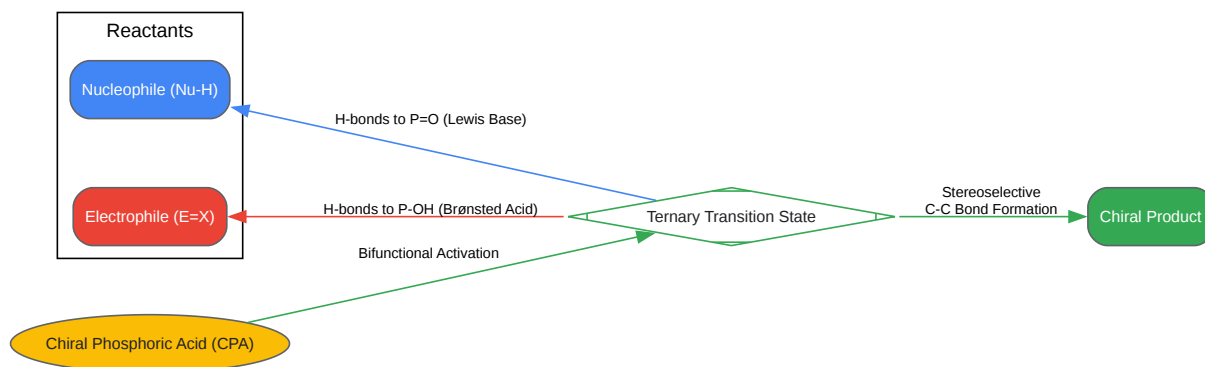 Reactants
Nucleophile (Nu-H)
H-bonds to P=O (Lewis Base)
Electrophile (E=X)
H-bonds to P-OH (Brønsted Acid)
Ternary Transition State
Stereoselective
C-C Bond Formation
Chiral Product
Bifunctional Activation
Chiral Phosphoric Acid (CPA)